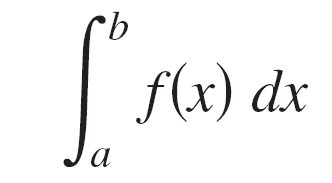 ∫_a^b f(x) dx